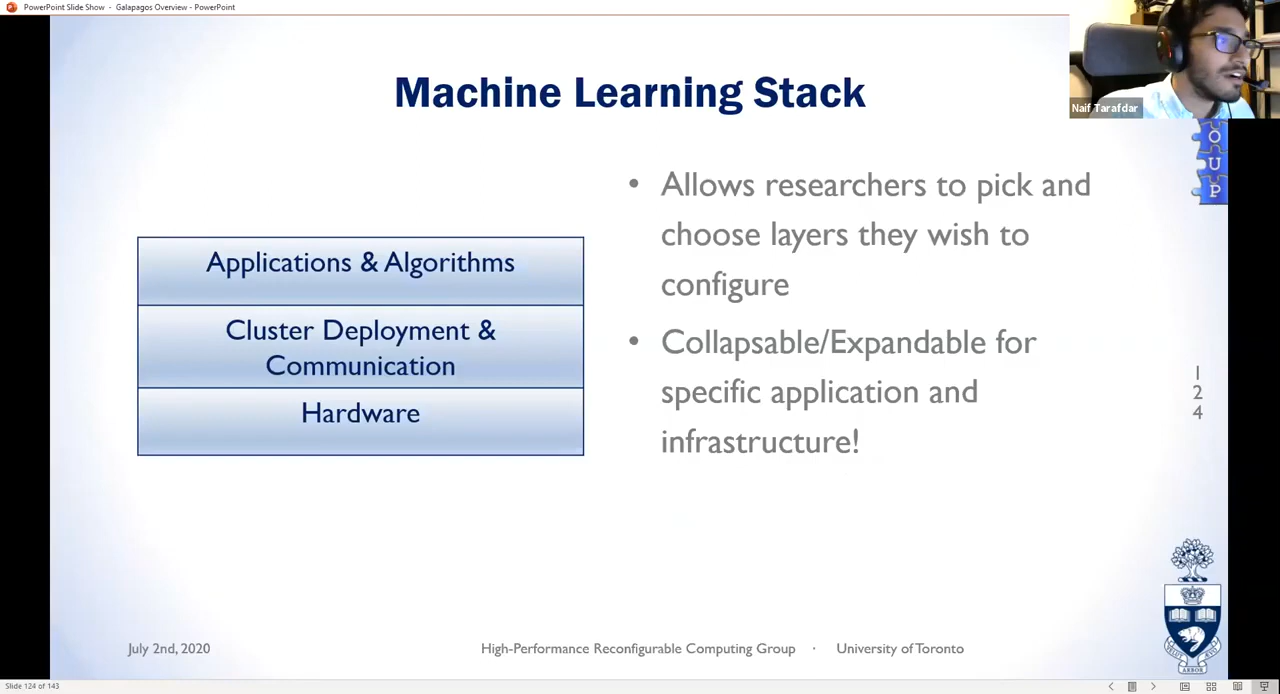 PowerPoint Slide Show - Galapagos Overview - PowerPoint
Machine Learning Stack
Naif Tarafdar
O
U
P
• Allows researchers to pick and
choose layers they wish to
configure
• Collapsable/Expandable for
specific application and
infrastructure!
Applications & Algorithms
Cluster Deployment &
Communication
Hardware
1
2
4
July 2nd, 2020
High-Performance Reconfigurable Computing Group · University of Toronto
Slide 124 of 143